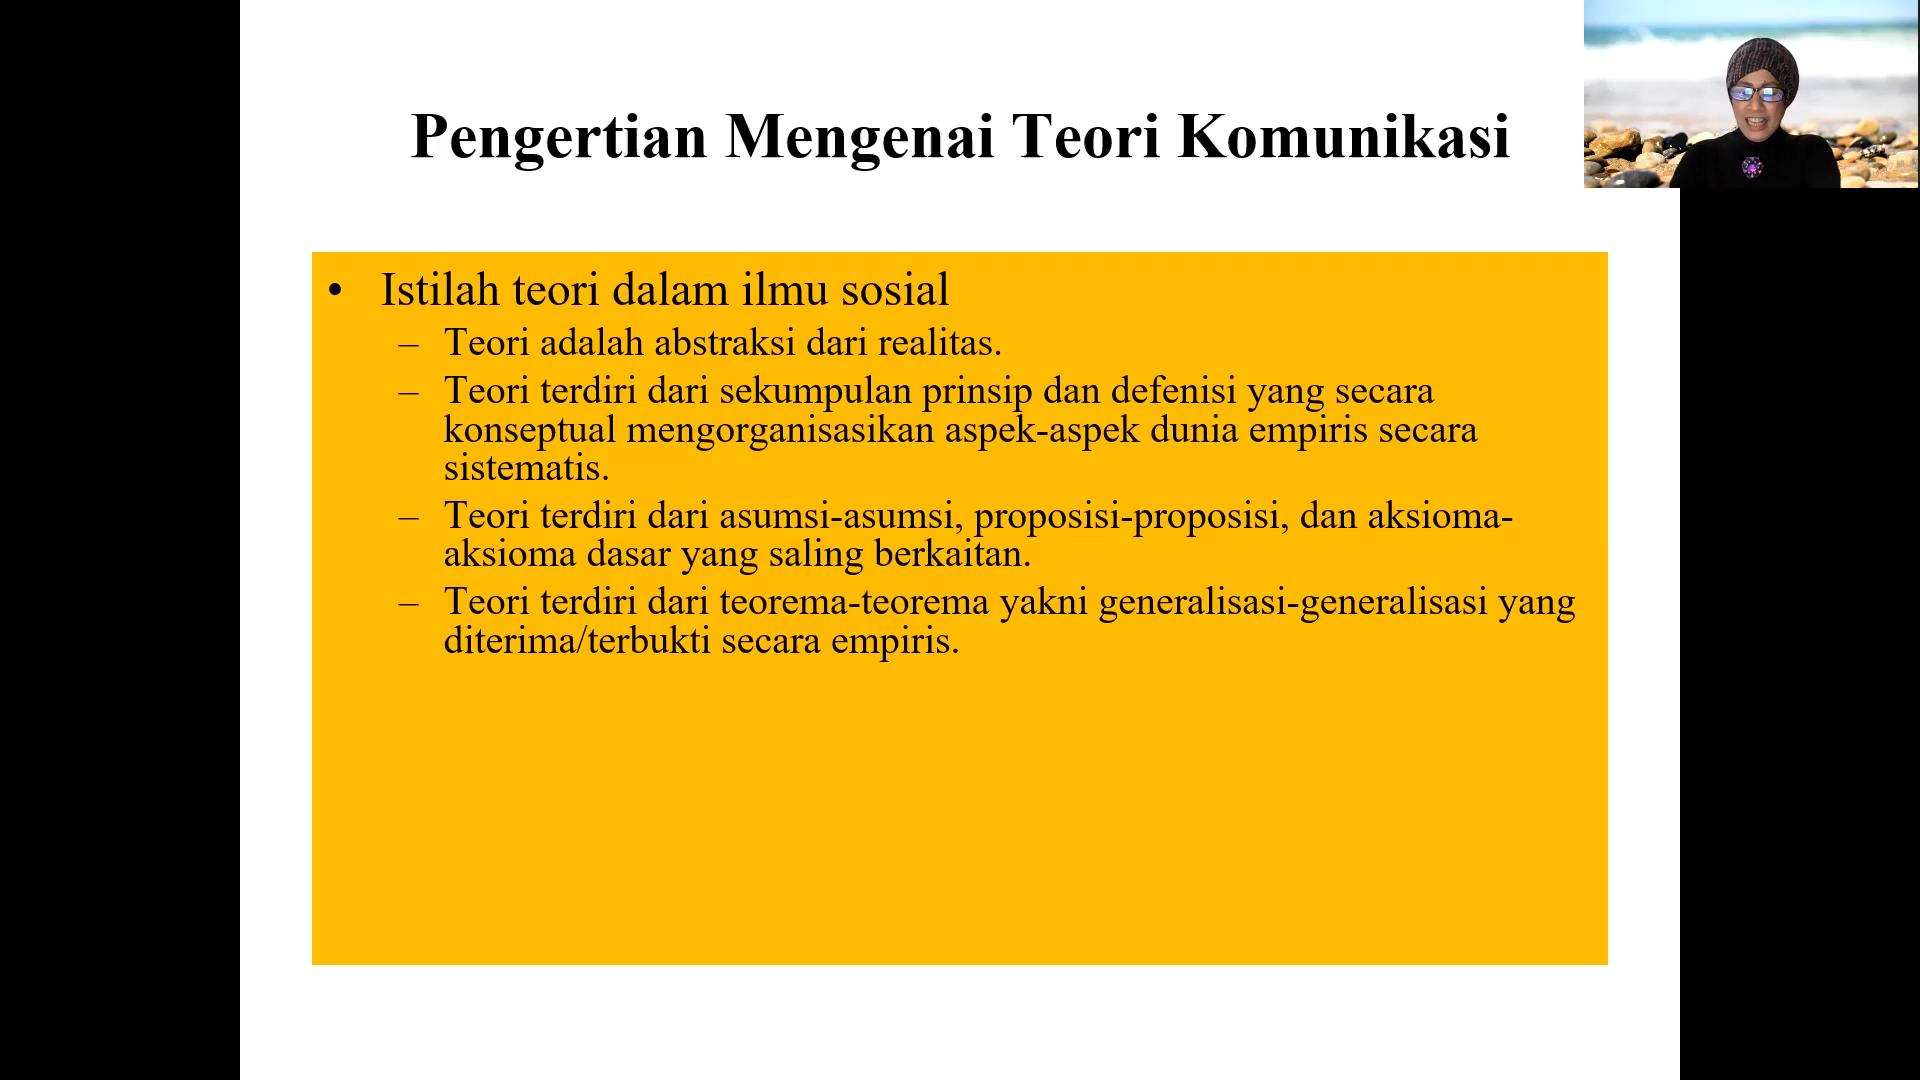 Pengertian Mengenai Teori Komunikasi
• Istilah teori dalam ilmu sosial
– Teori adalah abstraksi dari realitas.
– Teori terdiri dari sekumpulan prinsip dan defenisi yang secara
konseptual mengorganisasikan aspek-aspek dunia empiris secara
sistematis.
– Teori terdiri dari asumsi-asumsi, proposisi-proposisi, dan aksioma-
aksioma dasar yang saling berkaitan.
– Teori terdiri dari teorema-teorema yakni generalisasi-generalisasi yang
diterima/terbukti secara empiris.